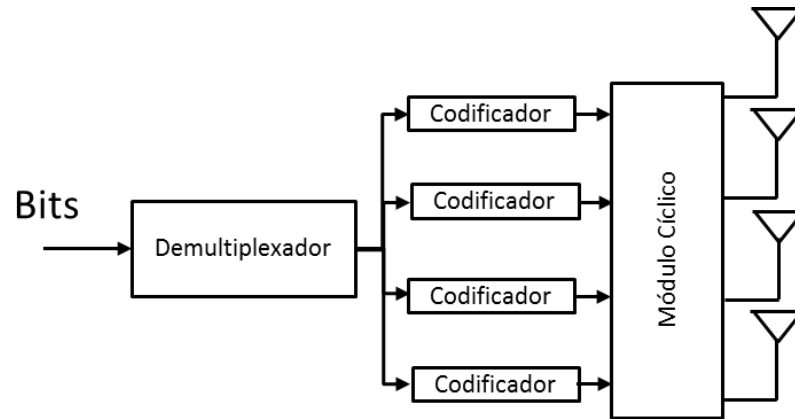 Bits
Demultiplexador
Codificador
Codificador
Codificador
Codificador
Módulo Cíclico